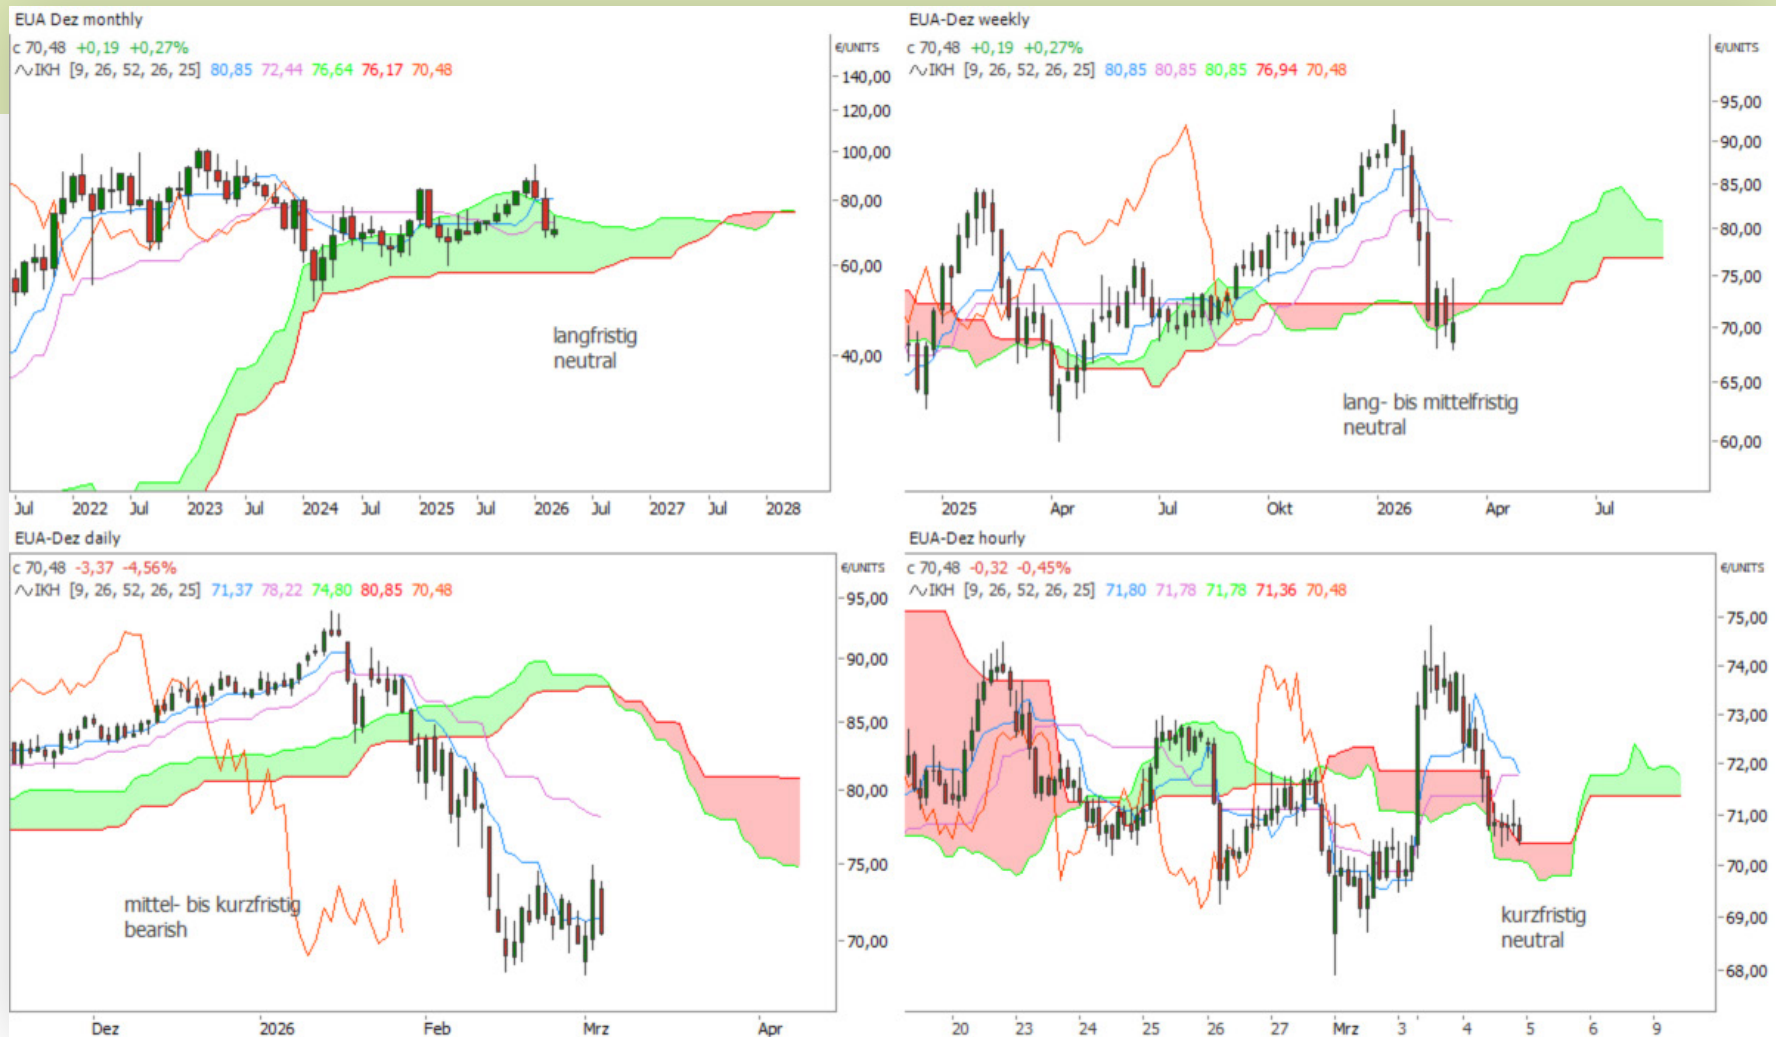 EUA Dez monthly
c 70,48 +0,19 +0,27%
IKH [9, 26, 52, 26, 25] 80,85 72,44 76,64 76,17 70,48
€/UNITS
140,00
120,00
100,00
80,00
60,00
40,00
langfristig
neutral
Jul 2022 Jul 2023 Jul 2024 Jul 2025 Jul 2026 Jul 2027 Jul 2028
EUA-Dez weekly
c 70,48 +0,19 +0,27%
IKH [9, 26, 52, 26, 25] 80,85 80,85 80,85 76,94 70,48
€/UNITS
95,00
90,00
85,00
80,00
75,00
70,00
65,00
60,00
lang- bis mittelfristig
neutral
2025 Apr Jul Okt 2026 Apr Jul
EUA-Dez daily
c 70,48 -3,37 -4,56%
IKH [9, 26, 52, 26, 25] 71,37 78,22 74,80 80,85 70,48
€/UNITS
95,00
90,00
85,00
80,00
75,00
70,00
mittel- bis kurzfristig
bearish
Dez 2026 Feb Mrz Apr
EUA-Dez hourly
c 70,48 -0,32 -0,45%
IKH [9, 26, 52, 26, 25] 71,80 71,78 71,78 71,36 70,48
€/UNITS
75,00
74,00
73,00
72,00
71,00
70,00
69,00
68,00
kurzfristig
neutral
20 23 24 25 26 27 Mrz 3 4 5 6 9